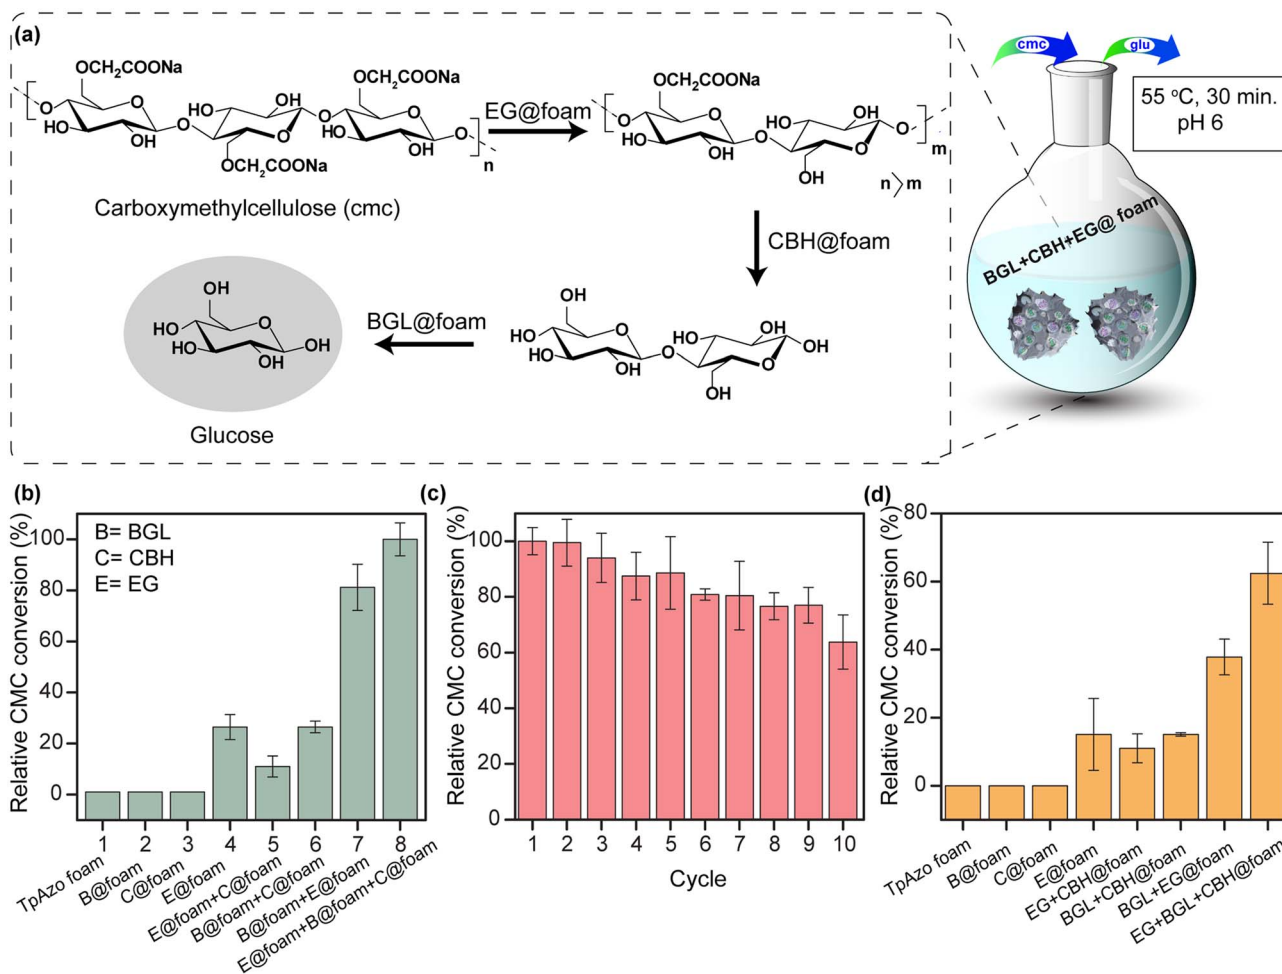 (a)
OCH2COONa
OCH2COONa
O
O
HO
OH
HO
OH
O
O
O
HO
OH
O
n
OCH2COONa
Carboxymethylcellulose (cmc)
EG@foam
OCH2COONa
O
O
HO
OH
O
HO
OH
O
O
OH
m
n〉m
CBH@foam
OH
HO
O
HO
OH
O
HO
OH
O
OH
OH
BGL@foam
OH
HO
O
HO
OH
OH
Glucose
cmc
glu
55 °C, 30 min.
pH 6
BGL+CBH+EG@ foam
(b)
Relative CMC conversion (%)
100
80
60
40
20
0
B= BGL
C= CBH
E= EG
1 2 3 4 5 6 7 8
TpAzo foam
B@foam
C@foam
E@foam
E@foam+C@foam
B@foam+C@foam
B@foam+E@foam
E@foam+B@foam+C@foam
(c)
Relative CMC conversion (%)
100
80
60
40
20
0
1 2 3 4 5 6 7 8 9 10
Cycle
(d)
Relative CMC conversion (%)
80
60
40
20
0
TpAzo foam
B@foam
C@foam
E@foam
EG+CBH@foam
BGL+CBH@foam
BGL+EG@foam
EG+BGL+CBH@foam